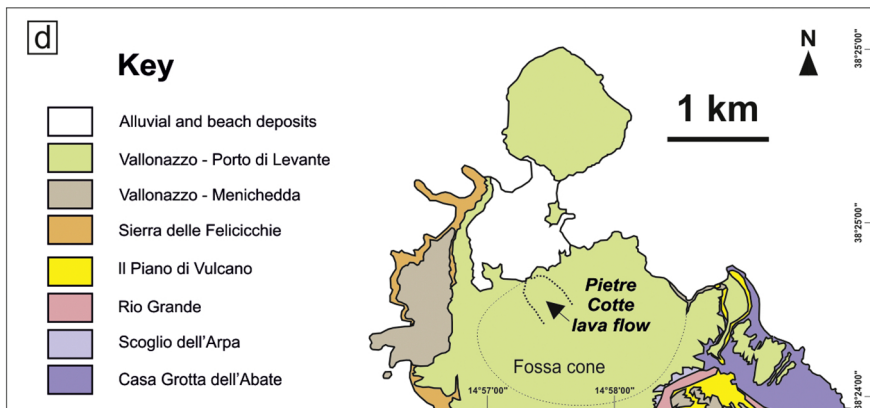 d
Key
Alluvial and beach deposits
Vallonazzo - Porto di Levante
Vallonazzo - Menichedda
Sierra delle Felicicchie
Il Piano di Vulcano
Rio Grande
Scoglio dell'Arpa
Casa Grotta dell'Abate
N
1 km
38°25'00"
38°25'00"
38°24'00"
Pietre
Cotte
lava flow
Fossa cone
14°57'00"
14°58'00"